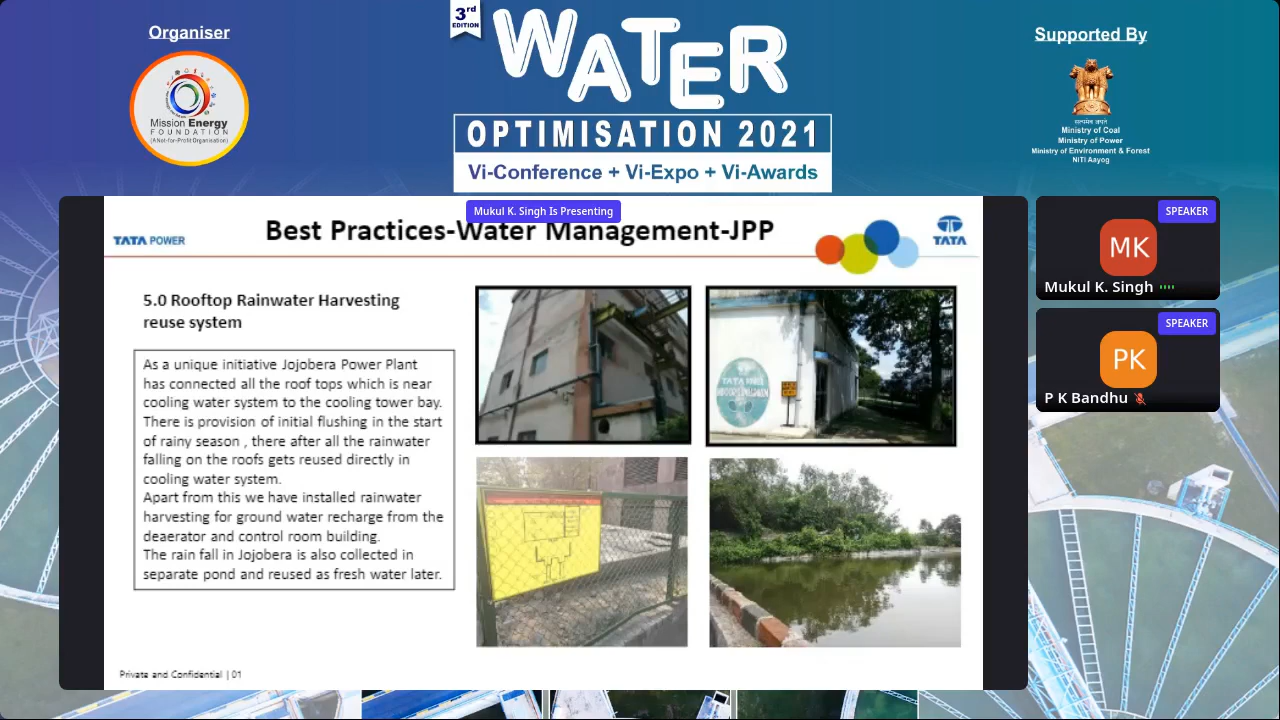 Organiser
Mission Energy
FOUNDATION
(A Not-for-Profit Organisation)
3rd
EDITION
WATER
OPTIMISATION 2021
Vi-Conference + Vi-Expo + Vi-Awards
Supported By
सत्यमेव जयते
Ministry of Coal
Ministry of Power
Ministry of Environment & Forest
NITI Aayog
Mukul K. Singh Is Presenting
TATA POWER
Best Practices-Water Management-JPP
TATA
5.0 Rooftop Rainwater Harvesting
reuse system
As a unique initiative Jojobera Power Plant
has connected all the roof tops which is near
cooling water system to the cooling tower bay.
There is provision of initial flushing in the start
of rainy season , there after all the rainwater
falling on the roofs gets reused directly in
cooling water system.
Apart from this we have installed rainwater
harvesting for ground water recharge from the
deaerator and control room building.
The rain fall in Jojobera is also collected in
separate pond and reused as fresh water later.
Private and Confidential | 01
SPEAKER
MK
Mukul K. Singh
SPEAKER
PK
P K Bandhu